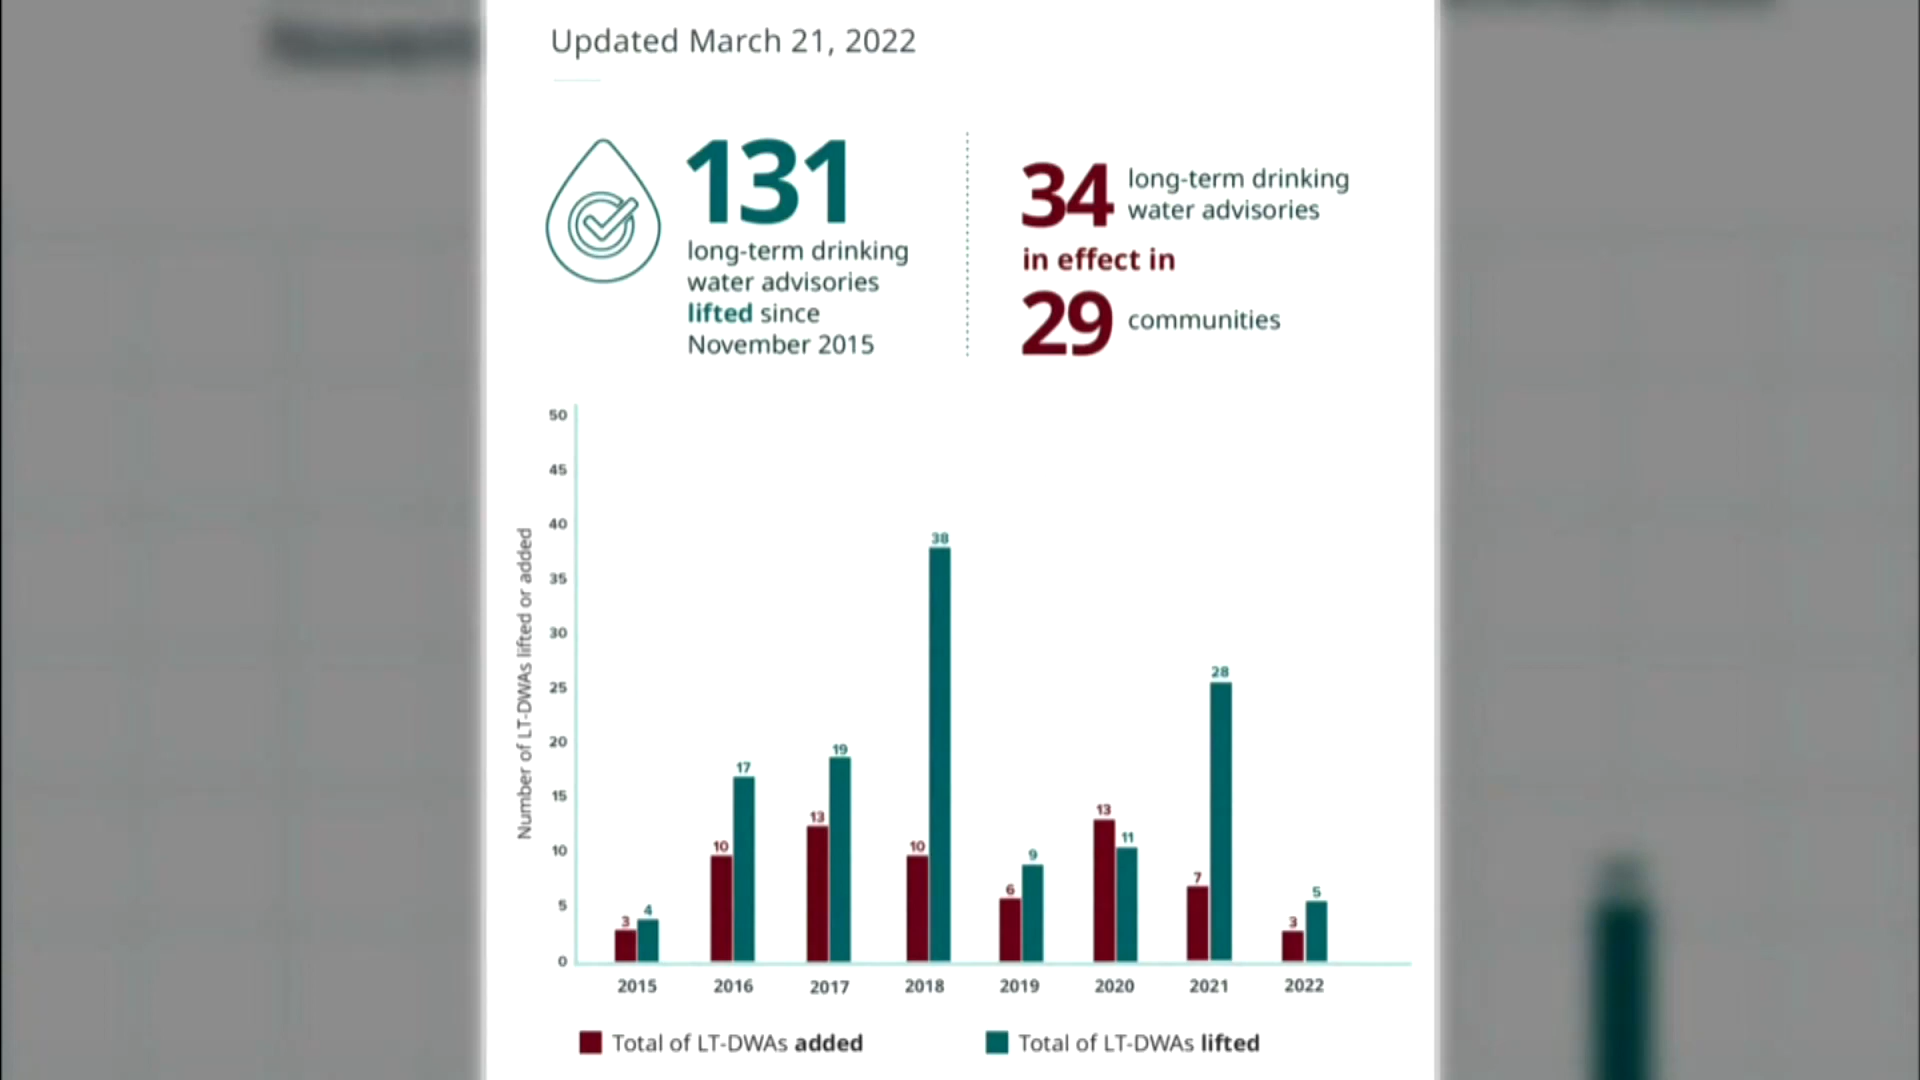 Updated March 21, 2022
131
long-term drinking
water advisories
lifted since
November 2015
34 long-term drinking
water advisories
in effect in
29 communities
Number of LT-DWAs lifted or added
50
45
40
35
30
25
20
15
10
5
0
3 4
10 17
13 19
10 38
6 9
13 11
7 28
3 5
2015 2016 2017 2018 2019 2020 2021 2022
Total of LT-DWAs added
Total of LT-DWAs lifted